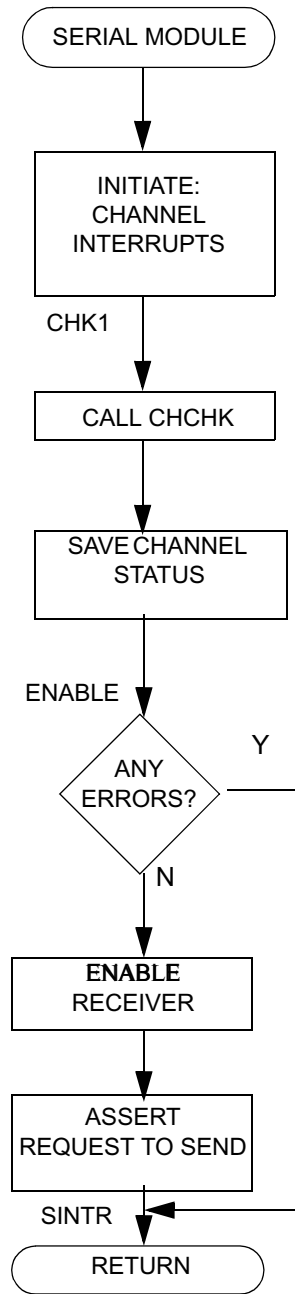 SERIAL MODULE
INITIATE:
CHANNEL
INTERRUPTS
CHK1
CALL CHCHK
SAVE CHANNEL
STATUS
ENABLE
ANY
ERRORS?
Y
N
ENABLE
RECEIVER
ASSERT
REQUEST TO SEND
SINTR
RETURN